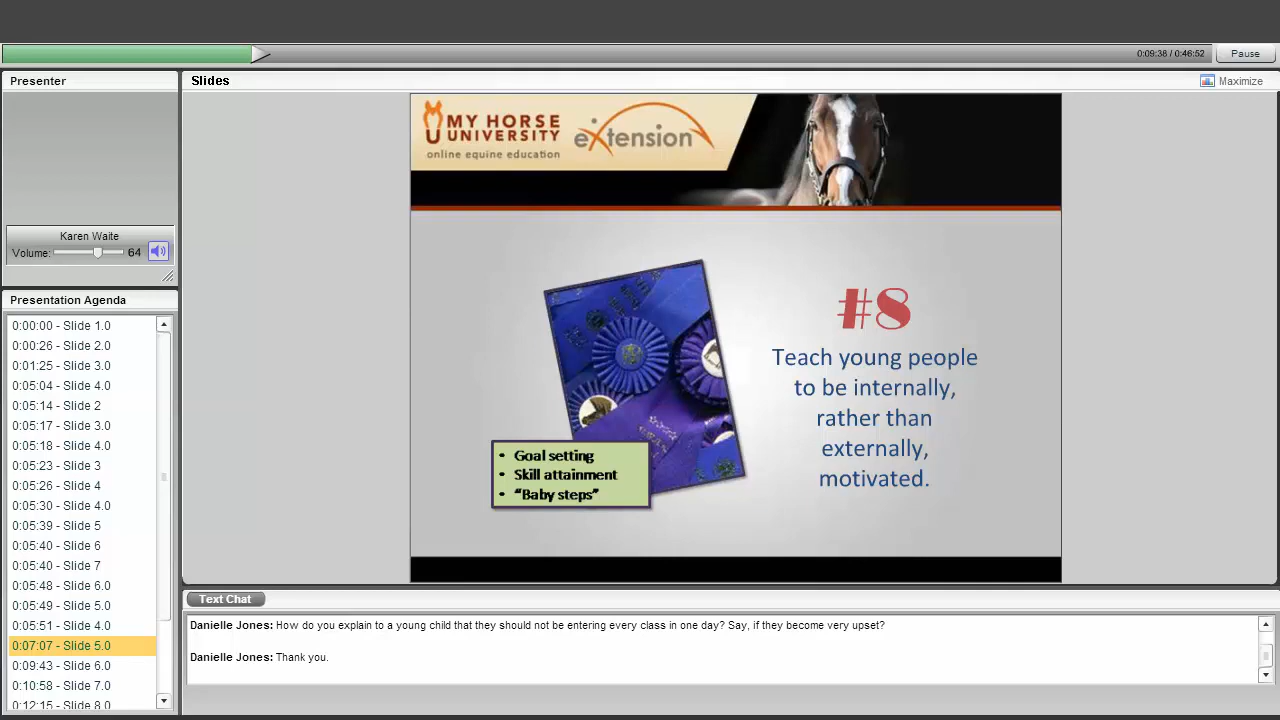 0:09:38 / 0:46:52
Pause
Presenter
Karen Waite
Volume:
64
Presentation Agenda
0:00:00 - Slide 1.0
0:00:26 - Slide 2.0
0:01:25 - Slide 3.0
0:05:04 - Slide 4.0
0:05:14 - Slide 2
0:05:17 - Slide 3.0
0:05:18 - Slide 4.0
0:05:23 - Slide 3
0:05:26 - Slide 4
0:05:30 - Slide 4.0
0:05:39 - Slide 5
0:05:40 - Slide 6
0:05:40 - Slide 7
0:05:48 - Slide 6.0
0:05:49 - Slide 5.0
0:05:51 - Slide 4.0
0:07:07 - Slide 5.0
0:09:43 - Slide 6.0
0:10:58 - Slide 7.0
0:12:15 - Slide 8.0
Slides
Maximize
MY HORSE
UNIVERSITY
online equine education
eXtension
#8
Teach young people
to be internally,
rather than
externally,
motivated.
• Goal setting
• Skill attainment
• “Baby steps”
Text Chat
Danielle Jones: How do you explain to a young child that they should not be entering every class in one day? Say, if they become very upset?
Danielle Jones: Thank you.